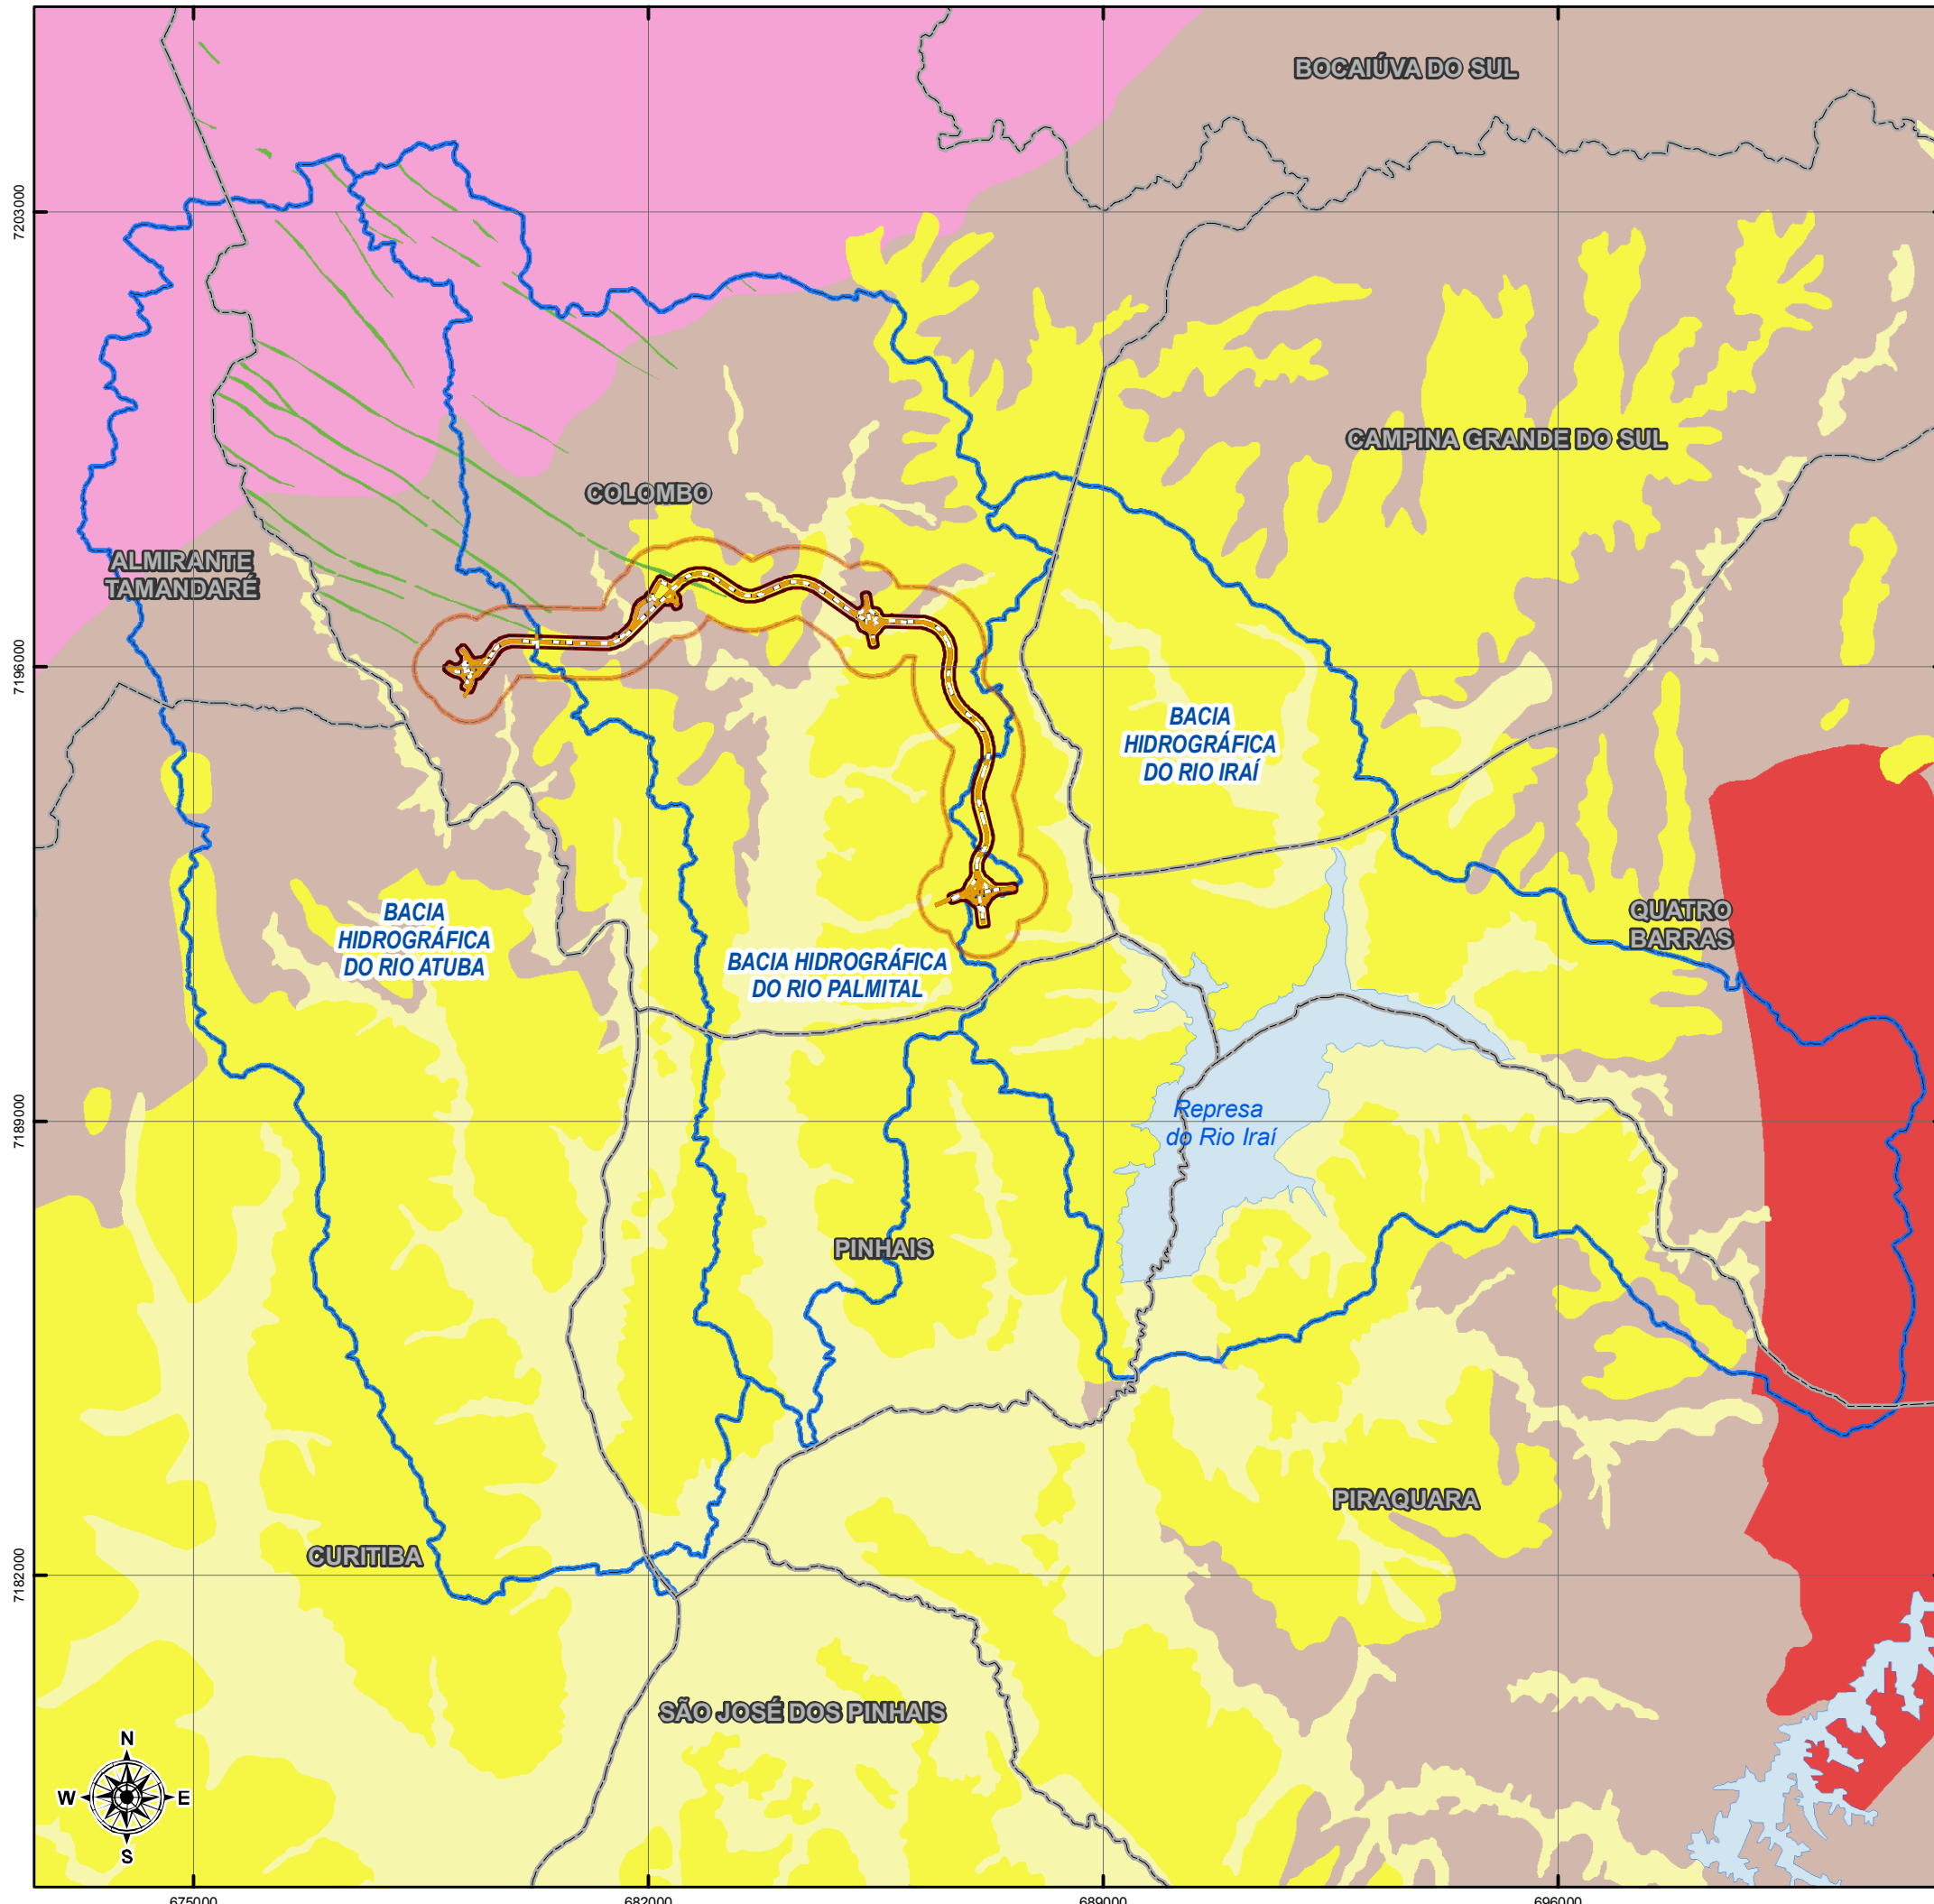 BOCAIÚVA DO SUL
7203000
CAMPINA GRANDE DO SUL
COLOMBO
ALMIRANTE
TAMANDARÉ
7196000
BACIA
HIDROGRÁFICA
DO RIO IRAÍ
QUATRO
BARRAS
BACIA
HIDROGRÁFICA
DO RIO ATUBA
BACIA HIDROGRÁFICA
DO RIO PALMITAL
7189000
Represa
do Rio Iraí
PINHAIS
PIRAQUARA
CURITIBA
7182000
SÃO JOSÉ DOS PINHAIS
N
W E
S
675000 682000 689000 696000